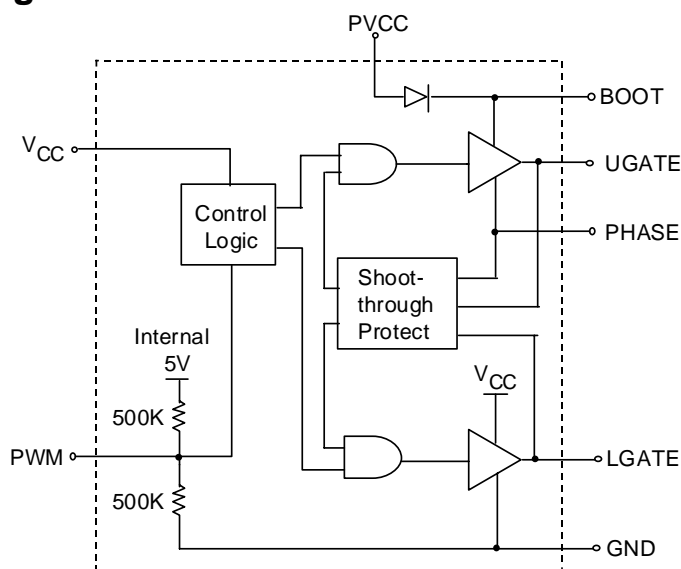 g
PVCC
BOOT
VCC
UGATE
Control
Logic
PHASE
Shoot-
through
Protect
Internal
5V
VCC
500K
PWM
LGATE
500K
GND